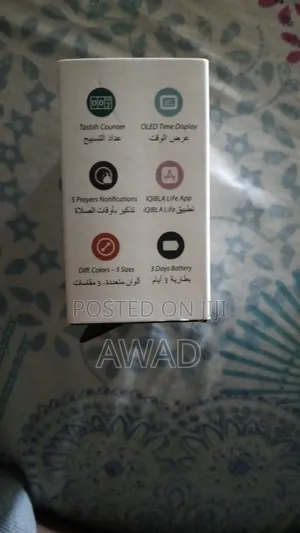 Tasbih Counter
عداد التسبيح
OLED Time Display
عرض الوقت
5 Prayers Notifications
تذكير بأوقات الصلاة
IQIBLA Life App
تطبيق IQIBLA Life
Diff. Colors – 3 Sizes
ألوان متعددة - 3 مقاسات
3 Days Battery
بطارية 3 أيام
POSTED ON JIJI
AWAD